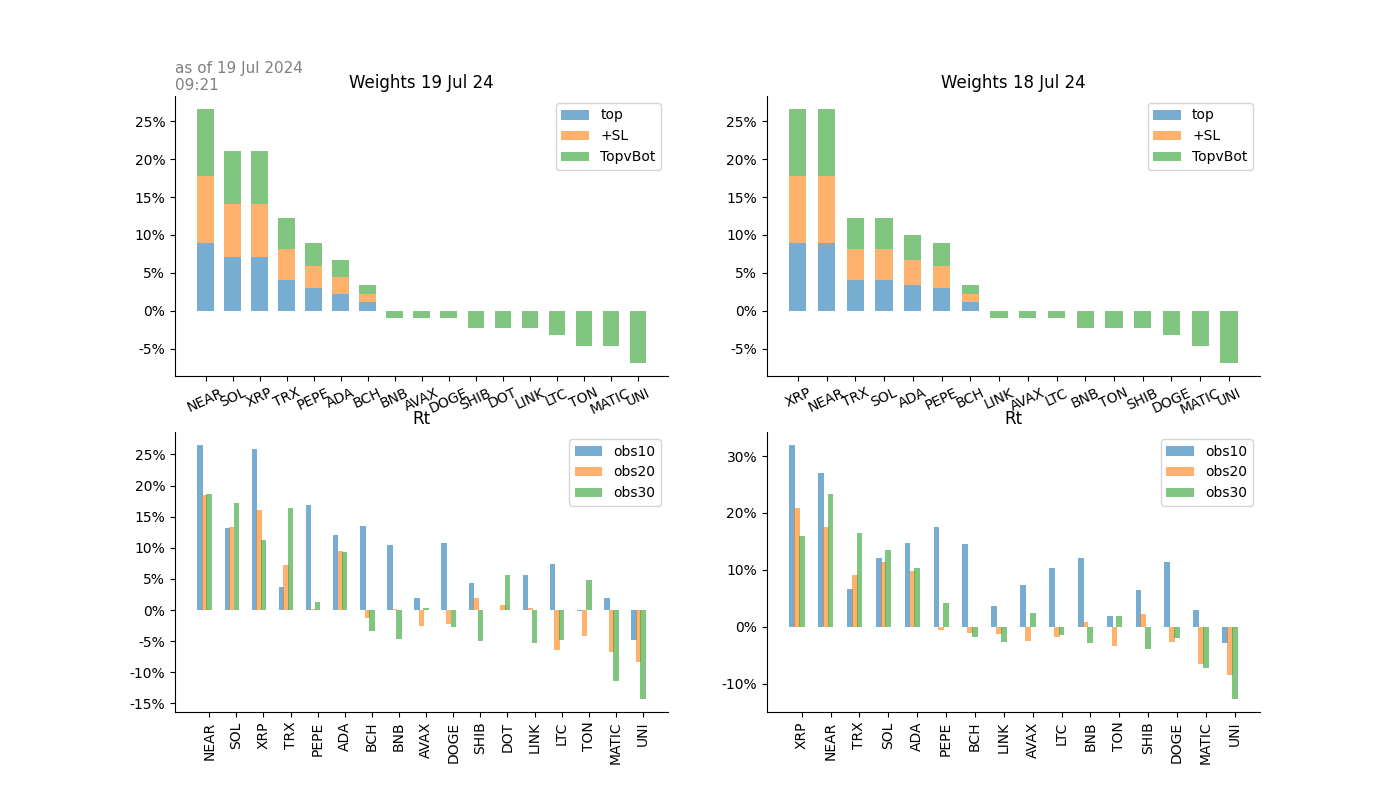 as of 19 Jul 2024
09:21
Weights 19 Jul 24
25%
20%
15%
10%
5%
0%
-5%
top
+SL
TopvBot
NEAR SOL XRP TRX PEPE ADA BCH BNB AVAX DOGE SHIB DOT LINK LTC TON MATIC UNI
Weights 18 Jul 24
25%
20%
15%
10%
5%
0%
-5%
top
+SL
TopvBot
XRP NEAR TRX SOL ADA PEPE BCH LINK AVAX LTC BNB TON SHIB DOGE MATIC UNI
Rt
25%
20%
15%
10%
5%
0%
-5%
-10%
-15%
obs10
obs20
obs30
NEAR SOL XRP TRX PEPE ADA BCH BNB AVAX DOGE SHIB DOT LINK LTC TON MATIC UNI
Rt
30%
20%
10%
0%
-10%
obs10
obs20
obs30
XRP NEAR TRX SOL ADA PEPE BCH LINK AVAX LTC BNB TON SHIB DOGE MATIC UNI